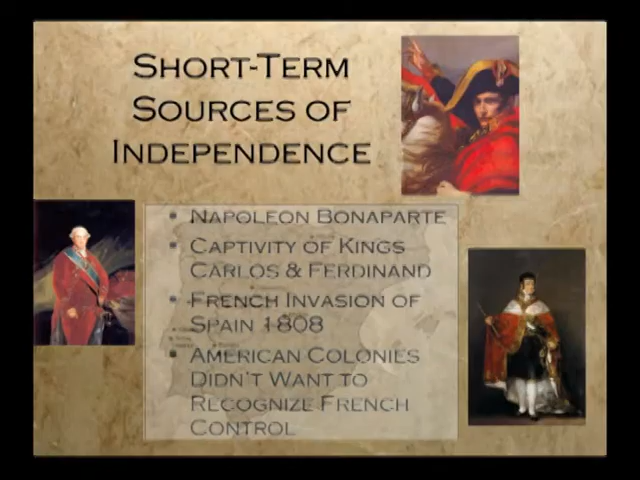 Short-Term
Sources of
Independence
• Napoleon Bonaparte
• Captivity of Kings
Carlos & Ferdinand
• French Invasion of
Spain 1808
• American Colonies
Didn't Want to
Recognize French
Control